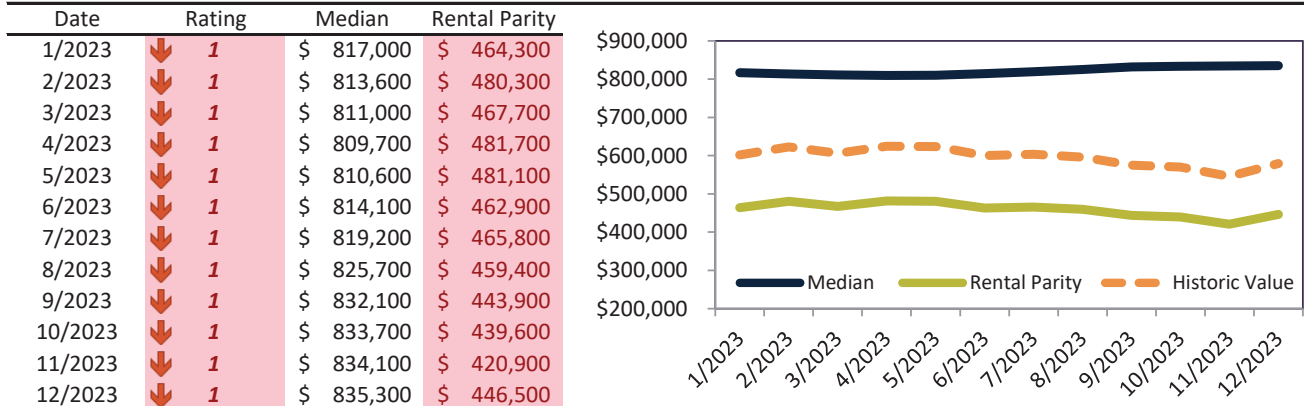 Date Rating Median Rental Parity
1/2023 1 $ 817,000 $ 464,300
2/2023 1 $ 813,600 $ 480,300
3/2023 1 $ 811,000 $ 467,700
4/2023 1 $ 809,700 $ 481,700
5/2023 1 $ 810,600 $ 481,100
6/2023 1 $ 814,100 $ 462,900
7/2023 1 $ 819,200 $ 465,800
8/2023 1 $ 825,700 $ 459,400
9/2023 1 $ 832,100 $ 443,900
10/2023 1 $ 833,700 $ 439,600
11/2023 1 $ 834,100 $ 420,900
12/2023 1 $ 835,300 $ 446,500
$900,000
$800,000
$700,000
$600,000
$500,000
$400,000
$300,000
$200,000
Median Rental Parity Historic Value
1/2023 2/2023 3/2023 4/2023 5/2023 6/2023 7/2023 8/2023 9/2023 10/2023 11/2023 12/2023